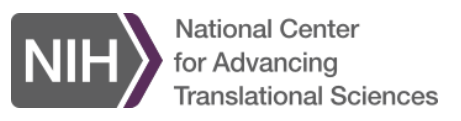 NIH
National Center
for Advancing
Translational Sciences